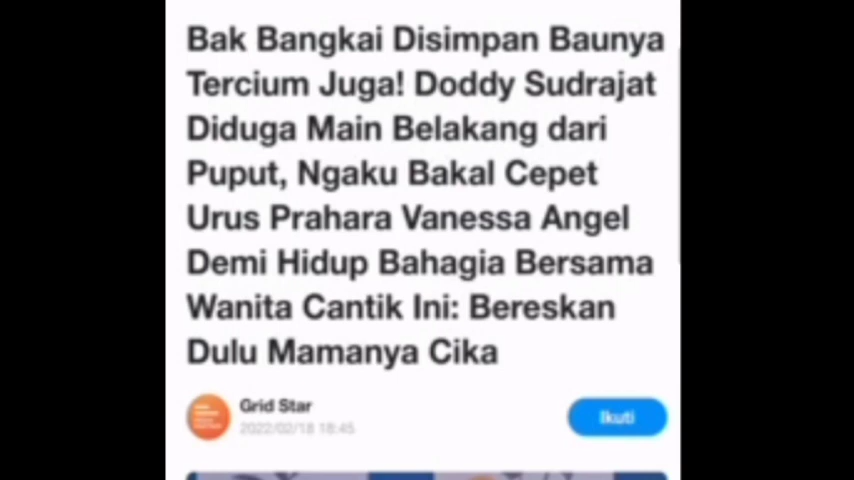 Bak Bangkai Disimpan Baunya
Tercium Juga! Doddy Sudrajat
Diduga Main Belakang dari
Puput, Ngaku Bakal Cepet
Urus Prahara Vanessa Angel
Demi Hidup Bahagia Bersama
Wanita Cantik Ini: Bereskan
Dulu Mamanya Cika
Grid Star
2022/02/18 18:45
Ikuti